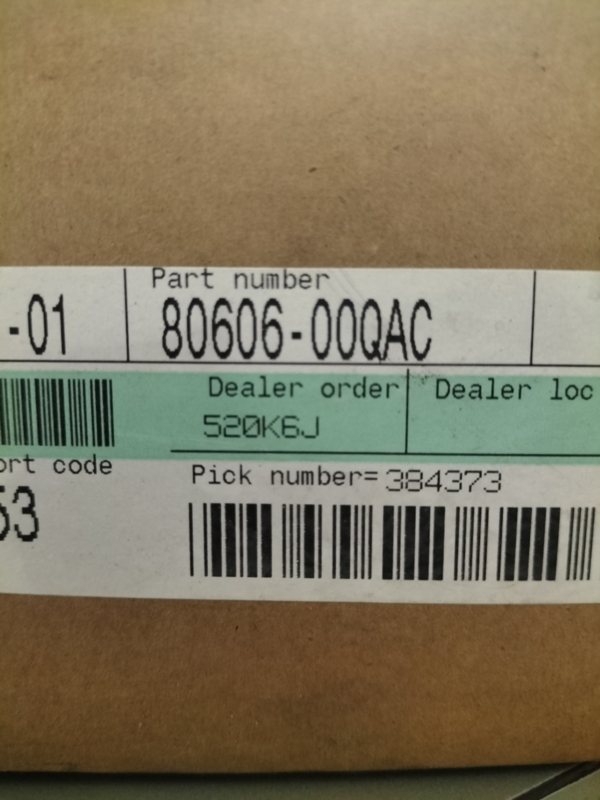 Part number
-01 80606-00QAC
Dealer order Dealer loc
520K6J
ort code
Pick number=384373
53